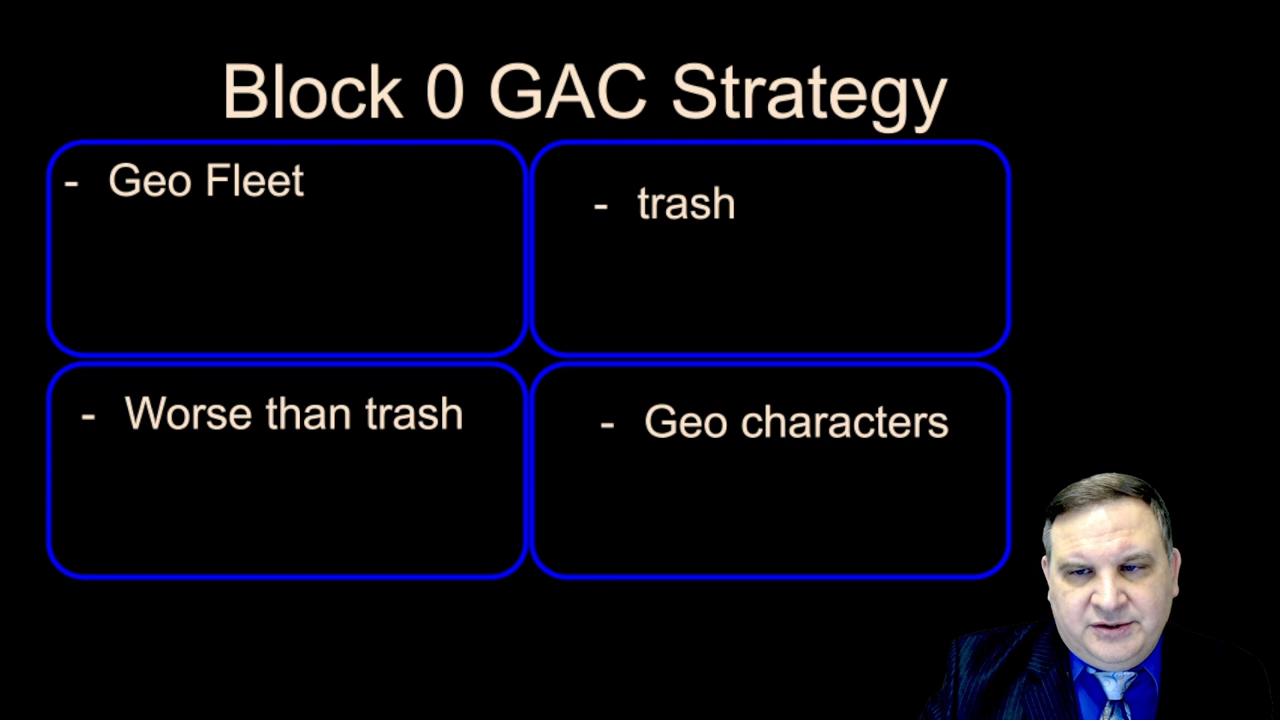 Block 0 GAC Strategy
- Geo Fleet
- trash
- Worse than trash
- Geo characters